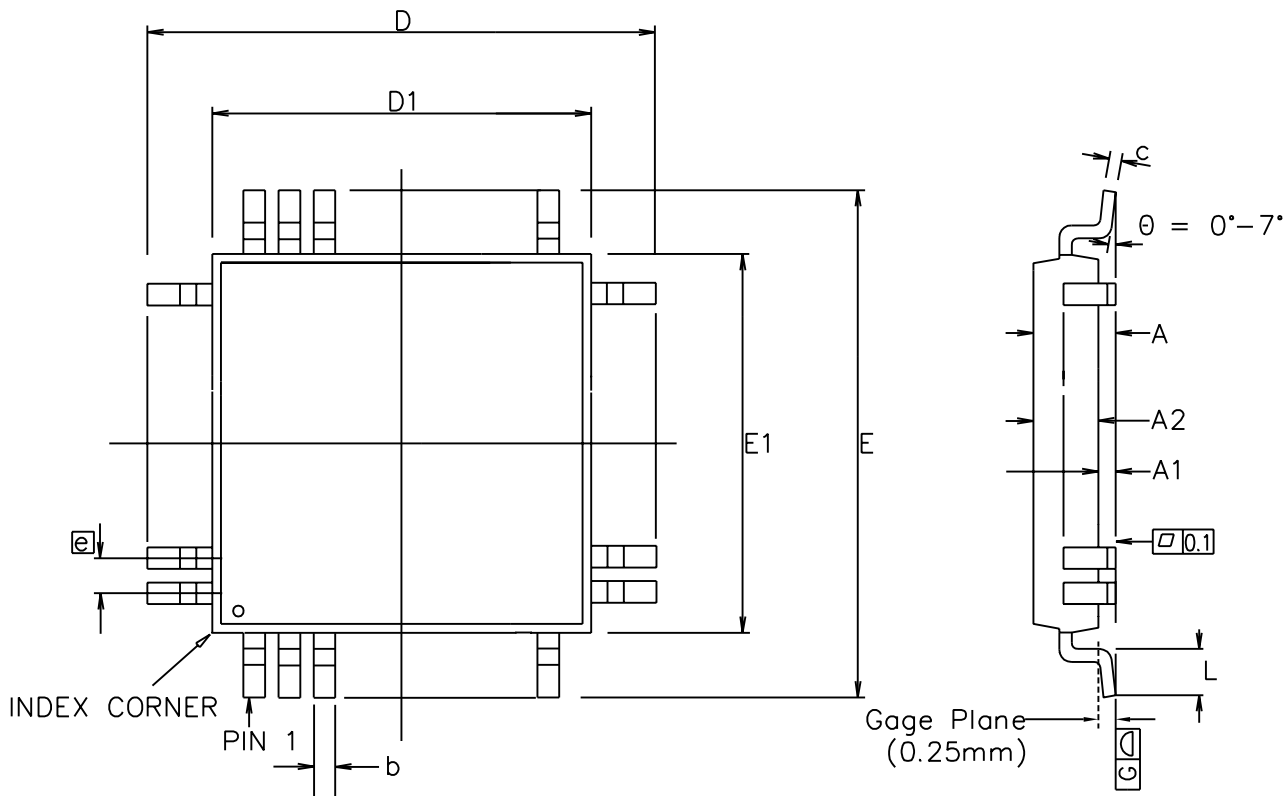 D
D1
c
θ = 0°-7°
A
A2
E1
E
A1
e
0.1
L
INDEX CORNER
PIN 1
b
Gage Plane
(0.25mm)
G